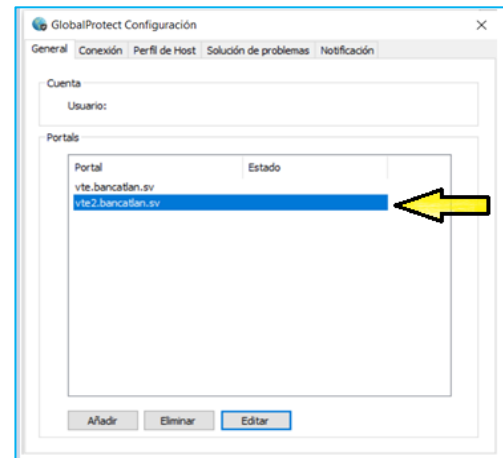 GlobalProtect Configuración
General Conexión Perfil de Host Solución de problemas Notificación
Cuenta
Usuario:
Portals
Portal Estado
vte.bancatlan.sv
vte2.bancatlan.sv
Añadir Eliminar Editar